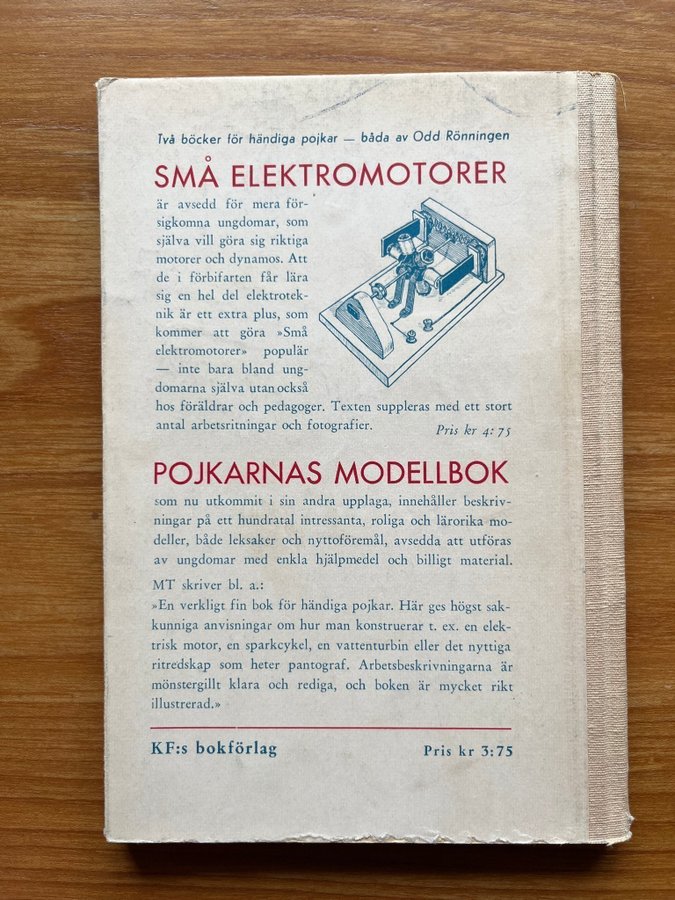 Två böcker för händiga pojkar — båda av Odd Rönningen
SMÅ ELEKTROMOTORER
är avsedd för mera för-
sigkomna ungdomar, som
själva vill göra sig riktiga
motorer och dynamos. Att
de i förbifarten får lära
sig en hel del elektrotek-
nik är ett extra plus, som
kommer att göra »Små
elektromotorer» populär
— inte bara bland ung-
domarna själva utan också
hos föräldrar och pedagoger. Texten suppleras med ett stort
antal arbetsritningar och fotografier.
Pris kr 4: 75
POJKARNAS MODELLBOK
som nu utkommit i sin andra upplaga, innehåller beskriv-
ningar på ett hundratal intressanta, roliga och lärorika mo-
deller, både leksaker och nyttoföremål, avsedda att utföras
av ungdomar med enkla hjälpmedel och billigt material.
MT skriver bl. a.:
»En verkligt fin bok för händiga pojkar. Här ges högst sak-
kunniga anvisningar om hur man konstruerar t. ex. en elek-
trisk motor, en sparkcykel, en vattenturbin eller det nyttiga
ritredskap som heter pantograf. Arbetsbeskrivningarna är
mönstergillt klara och rediga, och boken är mycket rikt
illustrerad.»
KF:s bokförlag
Pris kr 3:75